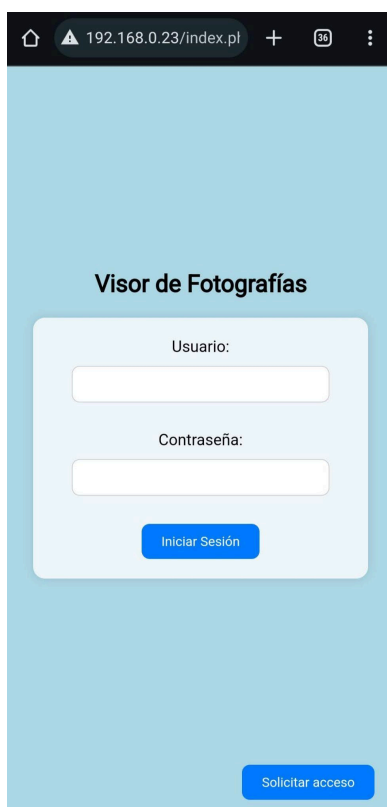 192.168.0.23/index.pl
36
Visor de Fotografías
Usuario:
Contraseña:
Iniciar Sesión
Solicitar acceso